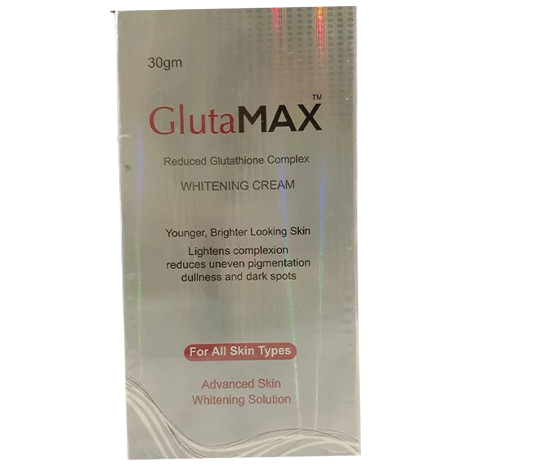 30gm
GlutaMAX™
Reduced Glutathione Complex
WHITENING CREAM
Younger, Brighter Looking Skin
Lightens complexion
reduces uneven pigmentation
dullness and dark spots
For All Skin Types
Advanced Skin
Whitening Solution